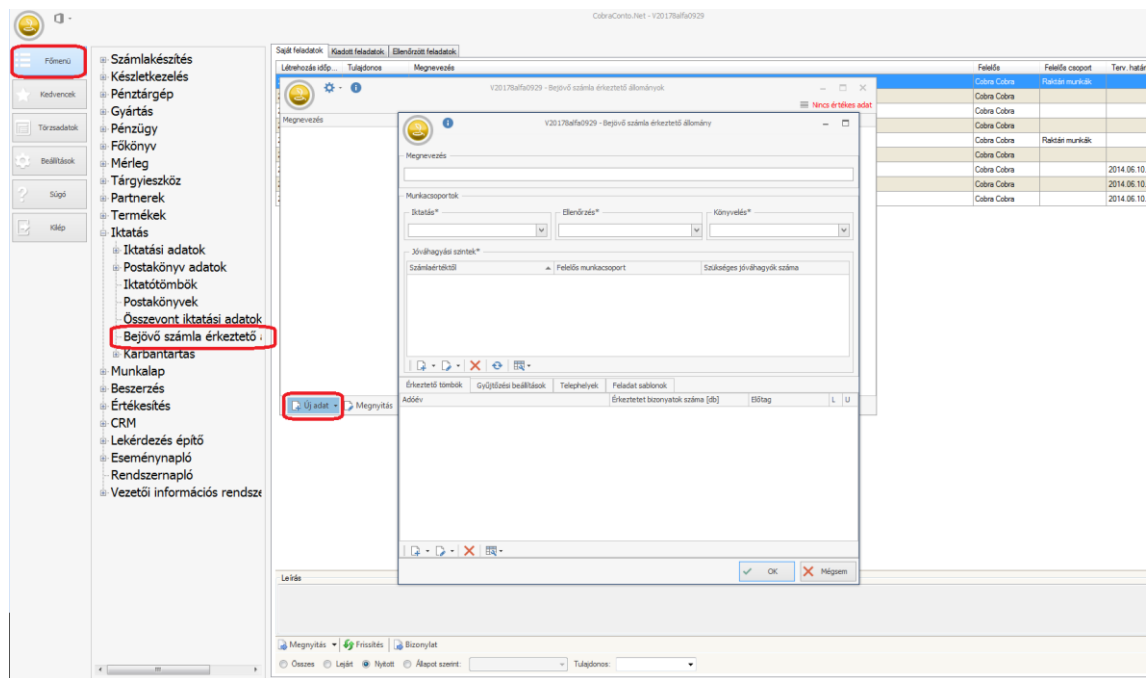 CobraConto.Net - V20178alfa0929
Főmenü
Kedvencek
Törzsadatok
Beállítások
Súgó
Kilép
Számlakészítés
Készletkezelés
Pénztárgép
Gyártás
Pénzügy
Főkönyv
Mérleg
Tárgyieszköz
Partnerek
Termékek
Iktatás
Iktatási adatok
Postakönyv adatok
Iktatótömbök
Postakönyvek
Összevont iktatási adatok
Bejövő számla érkeztető
Karbantartás
Munkalap
Beszerzés
Értékesítés
CRM
Lekérdezés építő
Eseménynapló
Rendszernapló
Vezetői információs rendsze
Saját feladatok Kiadott feladatok Ellenőrzött feladatok
Létrehozás időp... Tulajdonos Megnevezés Felelős Felelős csoport Terv. határ
Cobra Cobra Raktári munkák
Cobra Cobra
Cobra Cobra
Cobra Cobra
Cobra Cobra Raktári munkák
Cobra Cobra
Cobra Cobra 2014.06.10.
Cobra Cobra 2014.06.10.
Cobra Cobra 2014.06.10.
V20178alfa0929 - Bejövő számla érkeztető állományok
Nincs értékes adat
Megnevezés
Új adat Megnyitás
V20178alfa0929 - Bejövő számla érkeztető állomány
Megnevezés
Munkacsoportok
Iktatás* Ellenőrzés* Könyvelés*
Jóváhagyási szintek*
Számlaértéktől Felelős munkacsoport Szükséges jóváhagyók száma
Érkeztető tömbök Gyűjtőzési beállítások Telephelyek Feladat sablonok
Adóév Érkeztetet bizonyatok száma [db] Előtag L U
OK Mégsem
Leírás
Megnyitás Frissítés Bizonylat
Összes Lejárt Nyitott Állapot szerint: Tulajdonos: